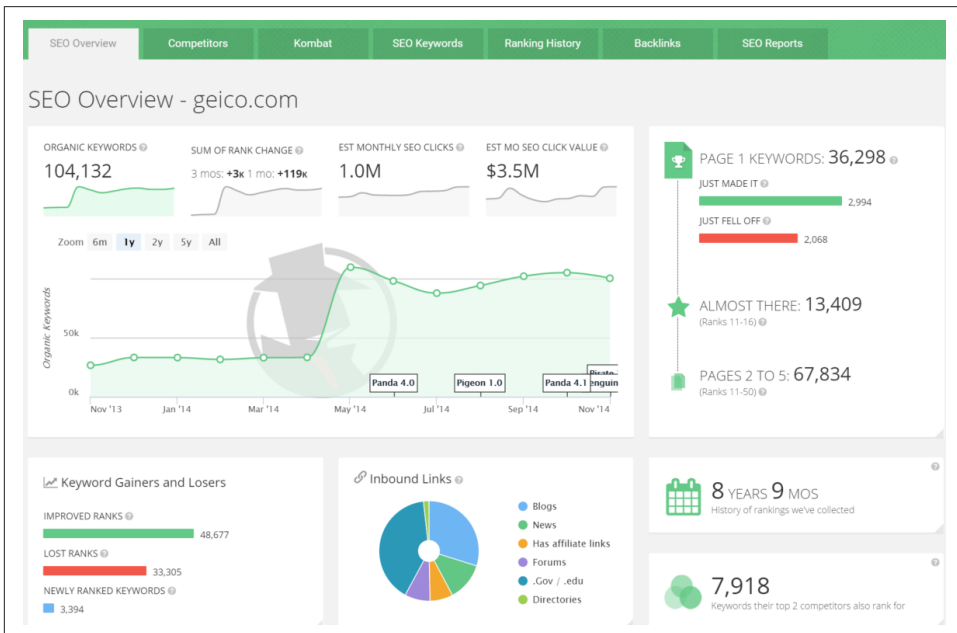 SEO Overview Competitors Kombat SEO Keywords Ranking History Backlinks SEO Reports
SEO Overview - geico.com
ORGANIC KEYWORDS
104,132
SUM OF RANK CHANGE
3 mos: +3K 1 mo: +119K
EST MONTHLY SEO CLICKS
1.0M
EST MO SEO CLICK VALUE
$3.5M
Zoom 6m 1y 2y 5y All
Organic Keywords
50k
0k
Panda 4.0 Pigeon 1.0 Panda 4.1 Pirate
enguin
Nov '13 Jan '14 Mar '14 May '14 Jul '14 Sep '14 Nov '14
PAGE 1 KEYWORDS: 36,298
JUST MADE IT
2,994
JUST FELL OFF
2,068
ALMOST THERE: 13,409
(Ranks 11-16)
PAGES 2 TO 5: 67,834
(Ranks 11-50)
Keyword Gainers and Losers
IMPROVED RANKS
48,677
LOST RANKS
33,305
NEWLY RANKED KEYWORDS
3,394
Inbound Links
Blogs
News
Has affiliate links
Forums
.Gov / .edu
Directories
8 YEARS 9 MOS
History of rankings we've collected
7,918
Keywords their top 2 competitors also rank for